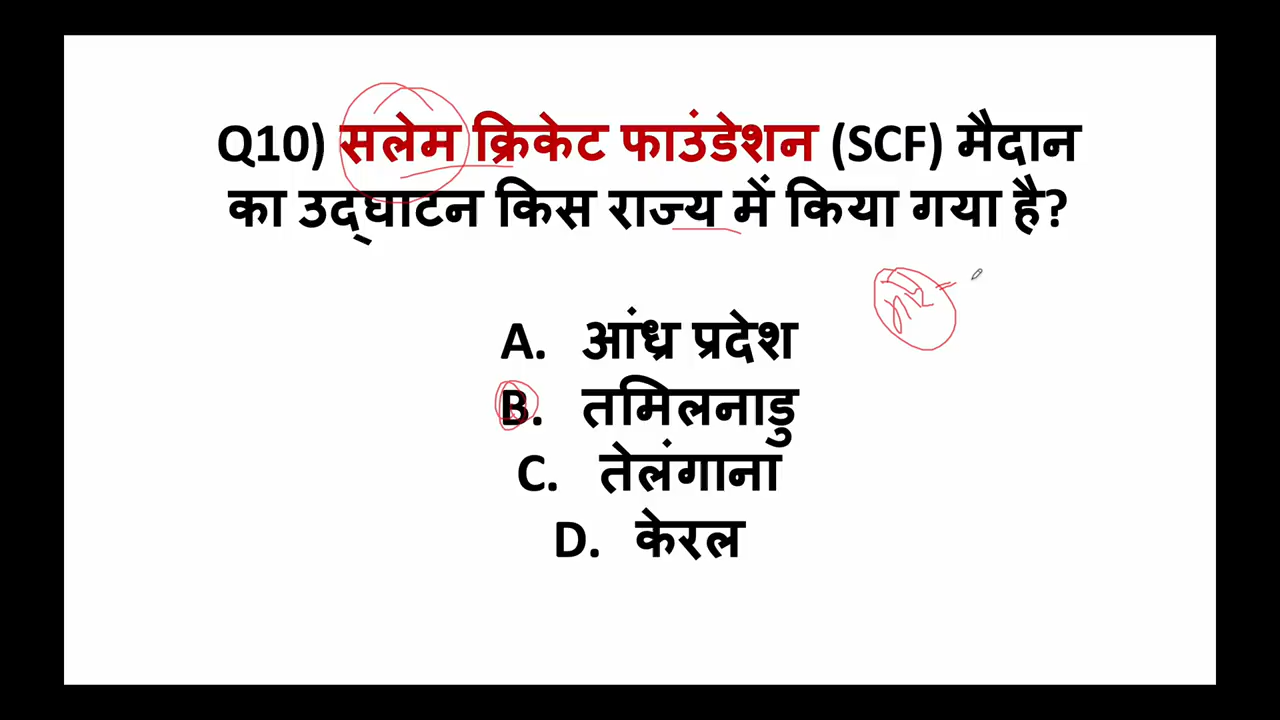 Q10) सलेम क्रिकेट फाउंडेशन (SCF) मैदान
का उद्घाटन किस राज्य में किया गया है?
A. आंध्र प्रदेश
B. तमिलनाडु
C. तेलंगाना
D. केरल